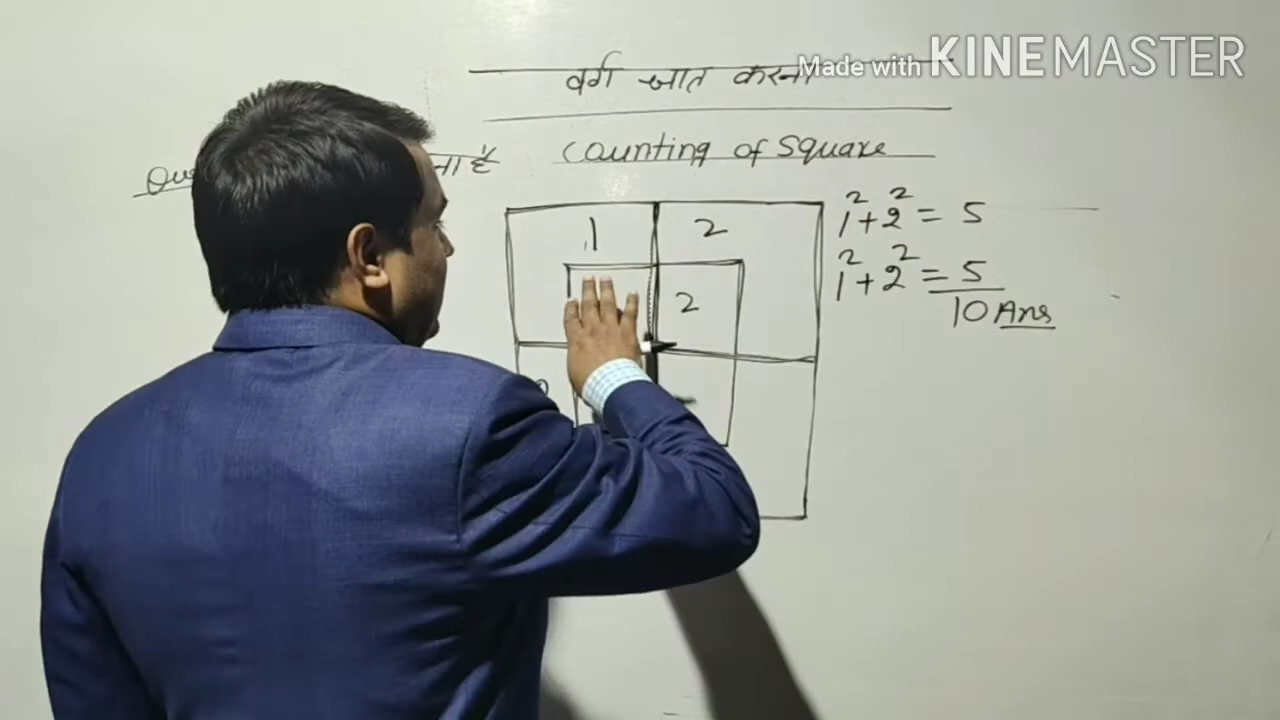 Made with KINEMASTER
वर्ग ज्ञात करना
Counting of Square
1 2
2
1² + 2² = 5
1² + 2² = 5
10 Ans